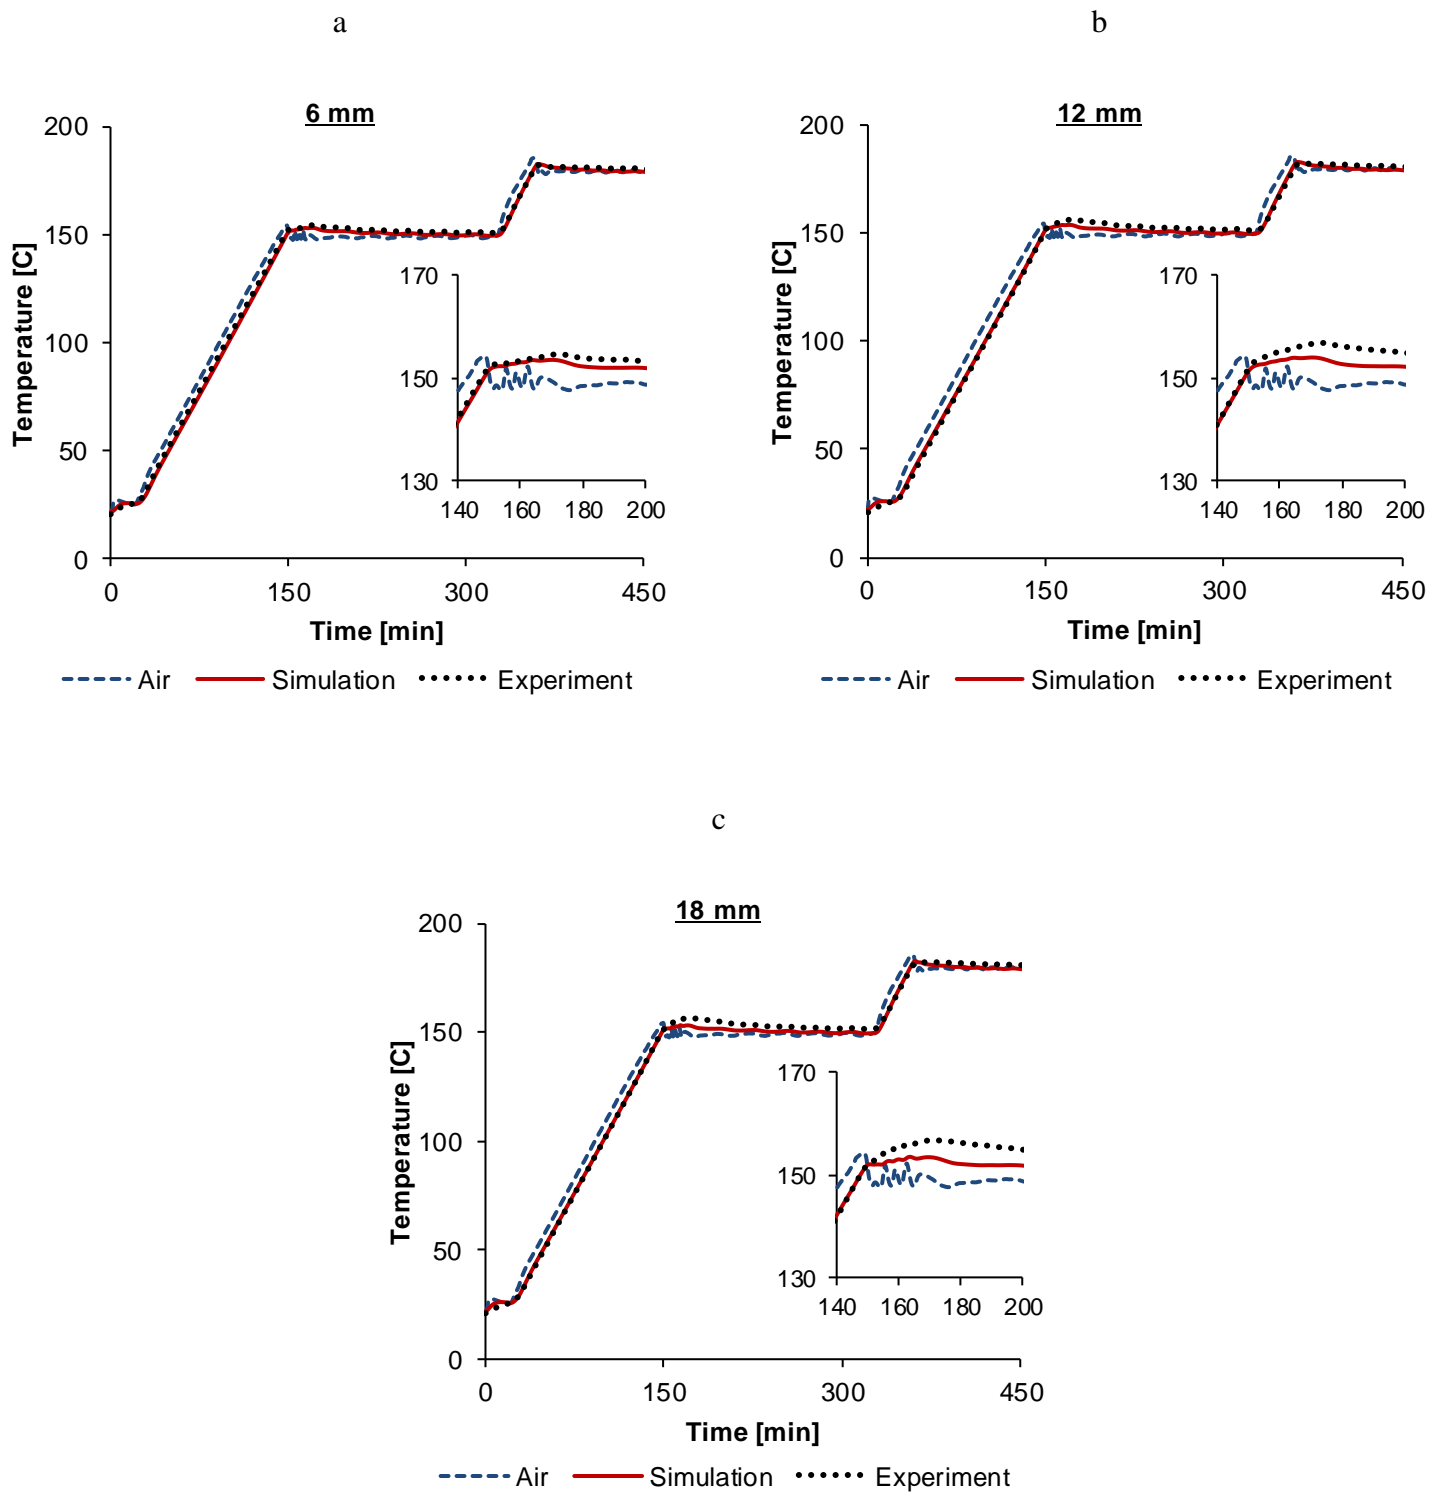 a
b
6 mm
200
150
100
50
0
0 150 300 450
Temperature [C]
Time [min]
170
150
130
140 160 180 200
Air Simulation Experiment
12 mm
200
150
100
50
0
0 150 300 450
Temperature [C]
Time [min]
170
150
130
140 160 180 200
Air Simulation Experiment
c
18 mm
200
150
100
50
0
0 150 300 450
Temperature [C]
Time [min]
170
150
130
140 160 180 200
Air Simulation Experiment